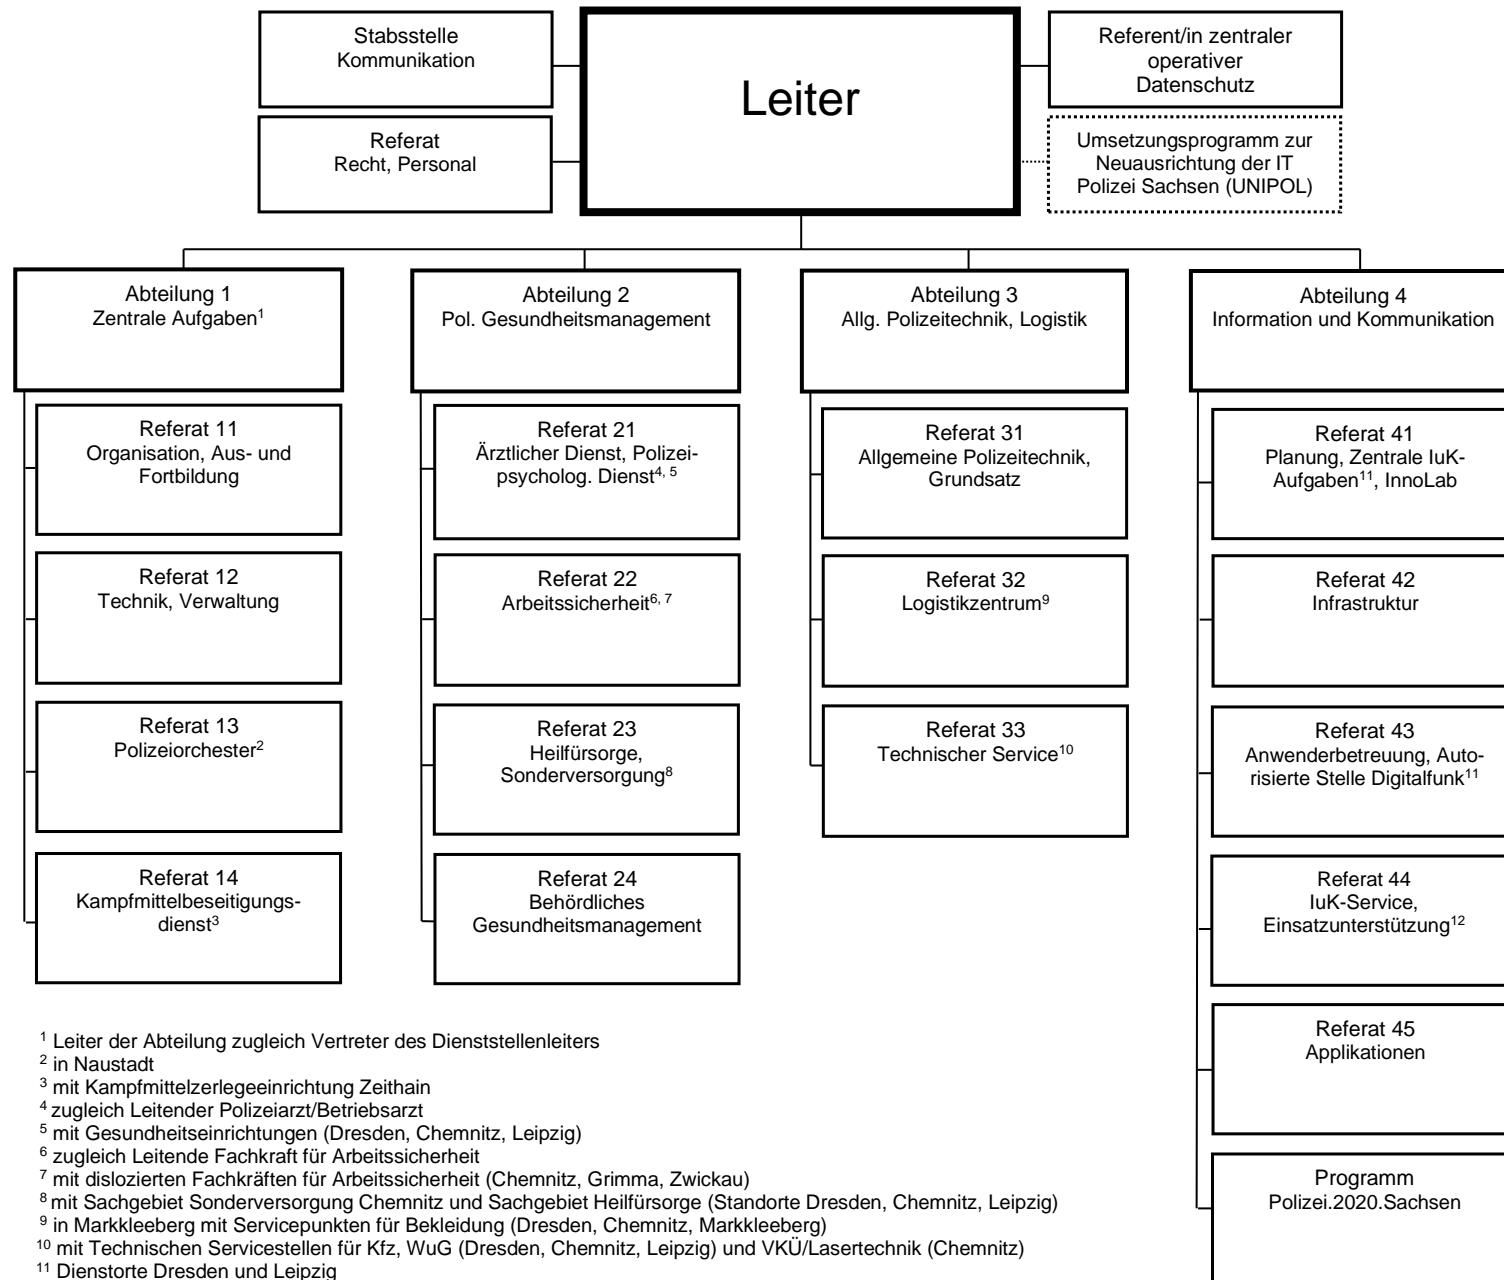 Stabsstelle
Kommunikation
Leiter
Referent/in zentraler
operativer
Datenschutz
Referat
Recht, Personal
Umsetzungsprogramm zur
Neuausrichtung der IT
Polizei Sachsen (UNIPOL)
Abteilung 1
Zentrale Aufgaben¹
Abteilung 2
Pol. Gesundheitsmanagement
Abteilung 3
Allg. Polizeitechnik, Logistik
Abteilung 4
Information und Kommunikation
Referat 11
Organisation, Aus- und
Fortbildung
Referat 12
Technik, Verwaltung
Referat 13
Polizeiorchester²
Referat 14
Kampfmittelbeseitigungs-
dienst³
Referat 21
Ärztlicher Dienst, Polizei-
psycholog. Dienst⁴, ⁵
Referat 22
Arbeitssicherheit⁶, ⁷
Referat 23
Heilfürsorge,
Sonderversorgung⁸
Referat 24
Behördliches
Gesundheitsmanagement
Referat 31
Allgemeine Polizeitechnik,
Grundsatz
Referat 32
Logistikzentrum⁹
Referat 33
Technischer Service¹⁰
Referat 41
Planung, Zentrale IuK-
Aufgaben¹¹, InnoLab
Referat 42
Infrastruktur
Referat 43
Anwenderbetreuung, Auto-
risierte Stelle Digitalfunk¹¹
Referat 44
IuK-Service,
Einsatzunterstützung¹²
Referat 45
Applikationen
Programm
Polizei.2020.Sachsen
¹ Leiter der Abteilung zugleich Vertreter des Dienststellenleiters
² in Naustadt
³ mit Kampfmittelzerlegeeinrichtung Zeithain
⁴ zugleich Leitender Polizeiarzt/Betriebsarzt
⁵ mit Gesundheitseinrichtungen (Dresden, Chemnitz, Leipzig)
⁶ zugleich Leitende Fachkraft für Arbeitssicherheit
⁷ mit dislozierten Fachkräften für Arbeitssicherheit (Chemnitz, Grimma, Zwickau)
⁸ mit Sachgebiet Sonderversorgung Chemnitz und Sachgebiet Heilfürsorge (Standorte Dresden, Chemnitz, Leipzig)
⁹ in Markkleeberg mit Servicepunkten für Bekleidung (Dresden, Chemnitz, Markkleeberg)
¹⁰ mit Technischen Servicestellen für Kfz, WuG (Dresden, Chemnitz, Leipzig) und VKÜ/Lasertechnik (Chemnitz)
¹¹ Dienstorte Dresden und Leipzig